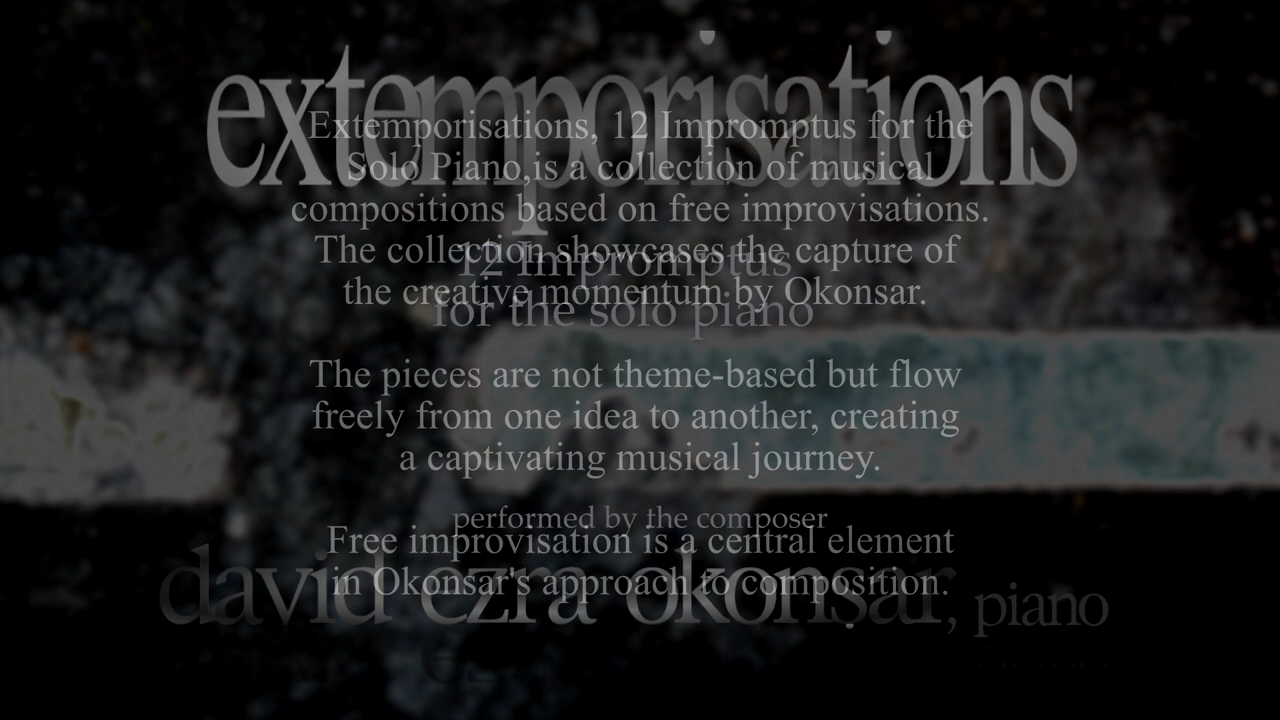 extemporisations
Extemporisations, 12 Impromptus for the
Solo Piano,is a collection of musical
compositions based on free improvisations.
The collection showcases the capture of
the creative momentum by Okonsar.
12 Impromptus
for the solo piano
The pieces are not theme-based but flow
freely from one idea to another, creating
a captivating musical journey.
performed by the composer
Free improvisation is a central element
in Okonsar's approach to composition.
david ezra okonşar, piano